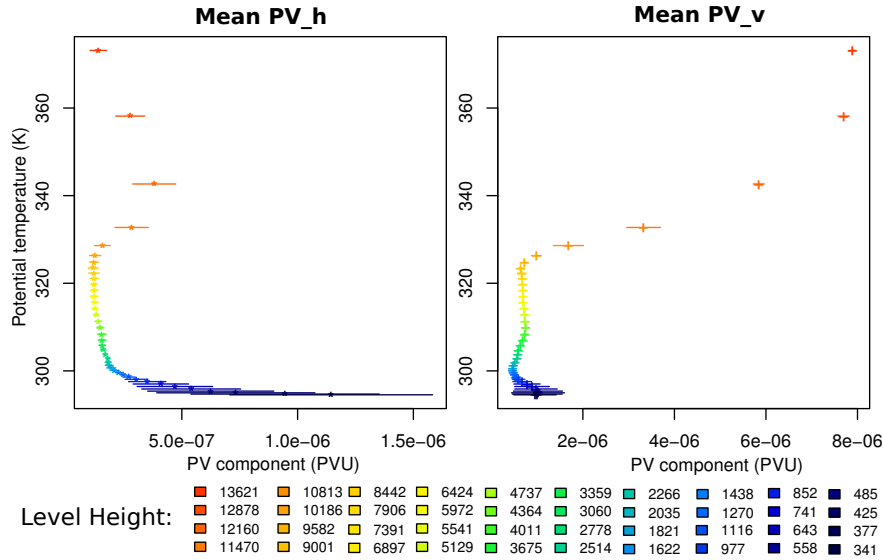 Mean PV_h
Mean PV_v
Potential temperature (K)
360
340
320
300
360
340
320
300
5.0e-07 1.0e-06 1.5e-06
2e-06 4e-06 6e-06 8e-06
PV component (PVU)
PV component (PVU)
Level Height:
13621 10813 8442 6424 4737 3359 2266 1438 852 485
12878 10186 7906 5972 4364 3060 2035 1270 741 425
12160 9582 7391 5541 4011 2778 1821 1116 643 377
11470 9001 6897 5129 3675 2514 1622 977 558 341